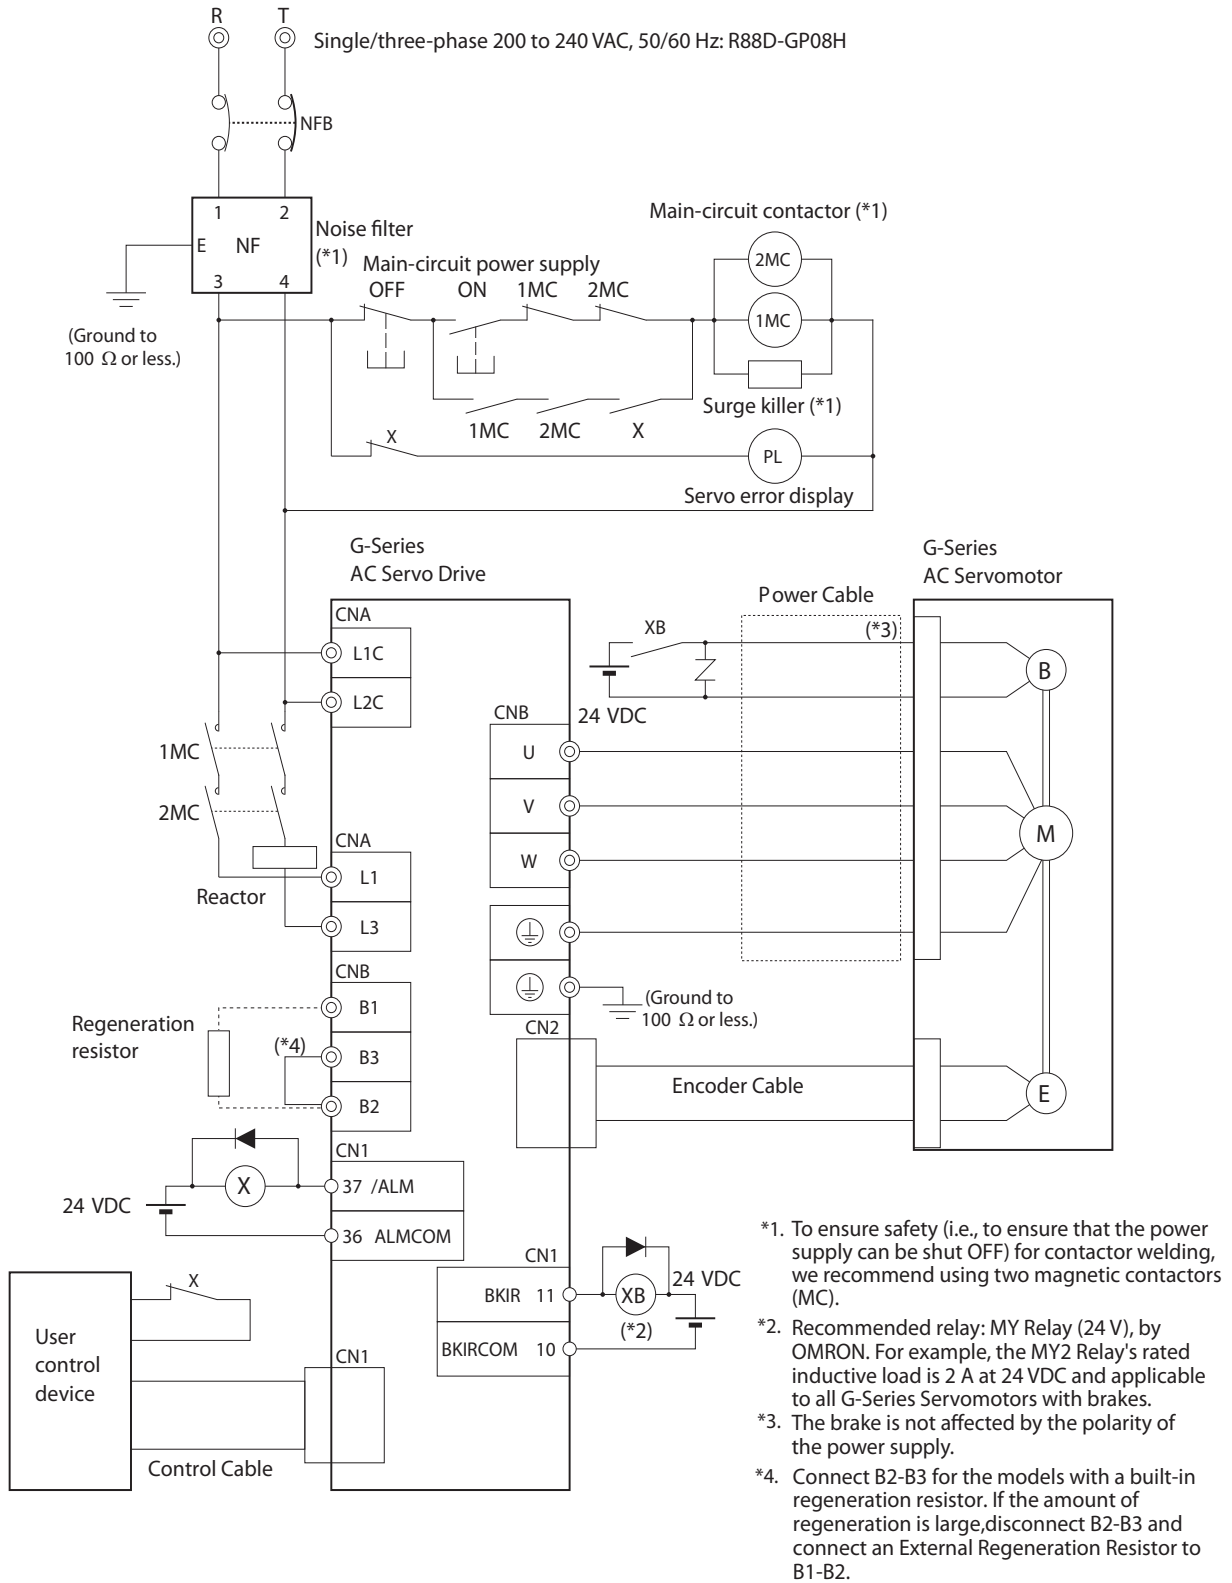 R T
Single/three-phase 200 to 240 VAC, 50/60 Hz: R88D-GP08H
NFB
1 2
E NF
3 4
Noise filter
(*1)
(Ground to
100 Ω or less.)
Main-circuit power supply
OFF ON 1MC 2MC
Main-circuit contactor (*1)
2MC
1MC
Surge killer (*1)
1MC 2MC X
X
PL
Servo error display
G-Series
AC Servo Drive
G-Series
AC Servomotor
CNA
L1C
L2C
1MC
2MC
Reactor
CNA
L1
L3
CNB
B1
B3
B2
Regeneration
resistor
(*4)
XB
24 VDC
Power Cable
(*3)
B
CNB
U
V
W
M
(Ground to
100 Ω or less.)
CN2
Encoder Cable
E
CN1
37 /ALM
36 ALMCOM
X
24 VDC
CN1
BKIR 11
BKIRCOM 10
XB
(*2)
24 VDC
User
control
device
X
CN1
Control Cable
*1. To ensure safety (i.e., to ensure that the power
supply can be shut OFF) for contactor welding,
we recommend using two magnetic contactors
(MC).
*2. Recommended relay: MY Relay (24 V), by
OMRON. For example, the MY2 Relay's rated
inductive load is 2 A at 24 VDC and applicable
to all G-Series Servomotors with brakes.
*3. The brake is not affected by the polarity of
the power supply.
*4. Connect B2-B3 for the models with a built-in
regeneration resistor. If the amount of
regeneration is large,disconnect B2-B3 and
connect an External Regeneration Resistor to
B1-B2.